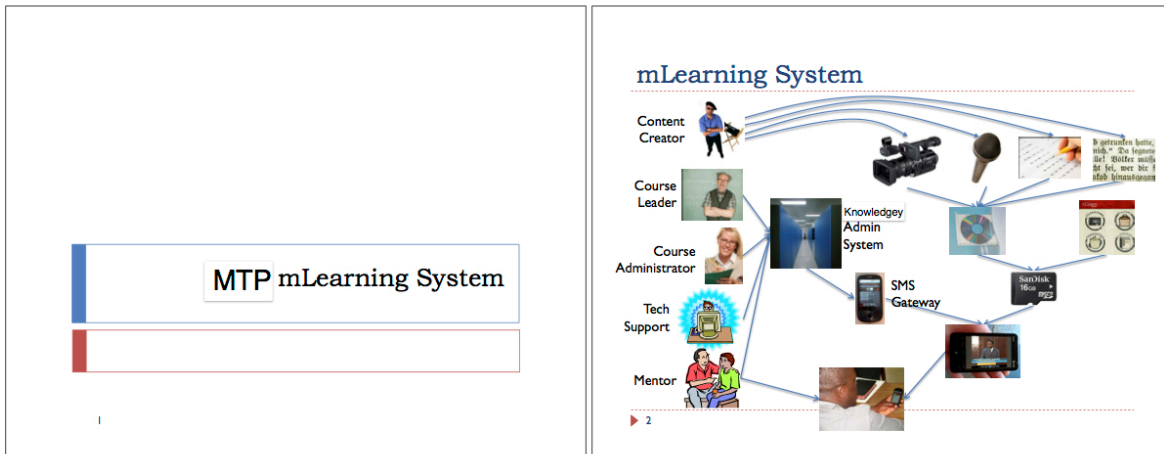 MTP mLearning System
1
mLearning System
Content
Creator
Course
Leader
Course
Administrator
Tech
Support
Mentor
Knowledgey
Admin
System
SMS
Gateway
SanDisk
16GB
micro
2